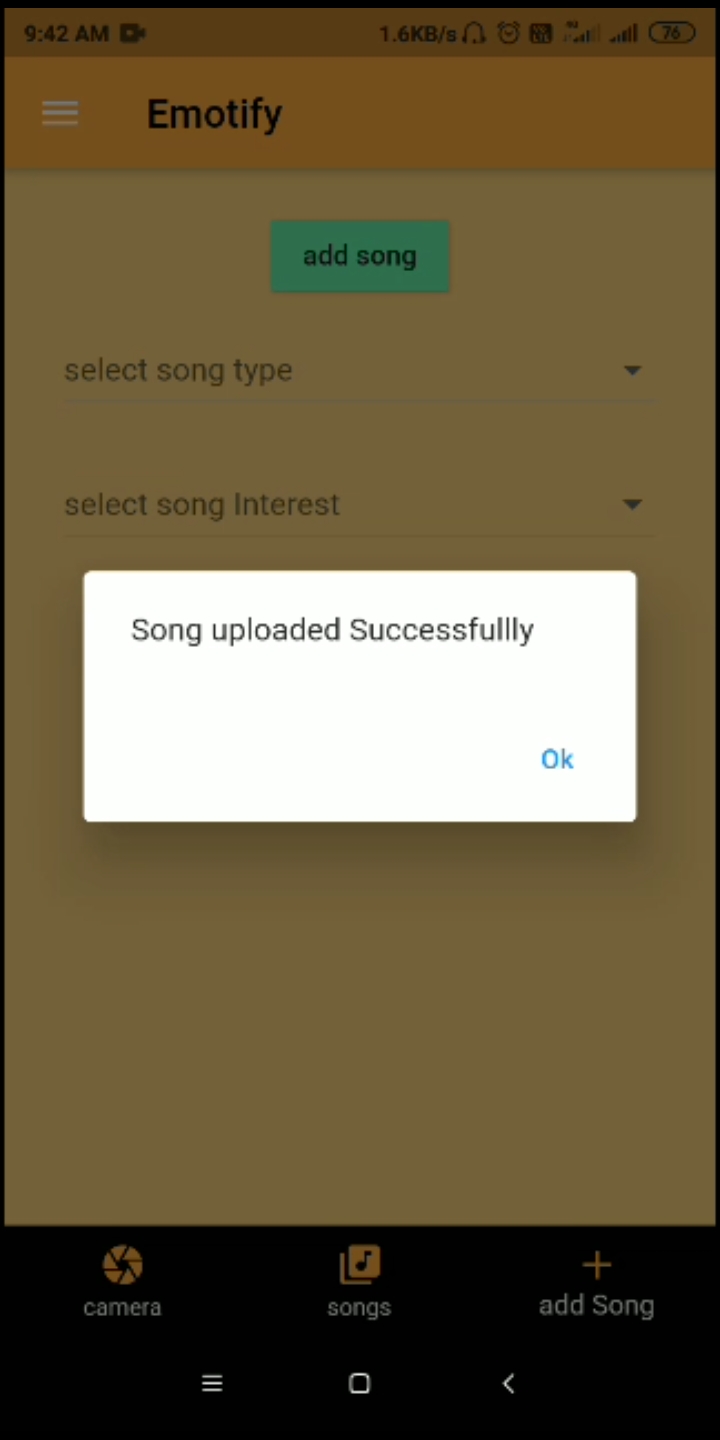 9:42 AM 1.6KB/s 76
Emotify
add song
select song type
select song Interest
Song uploaded Successfullly
Ok
camera songs add Song